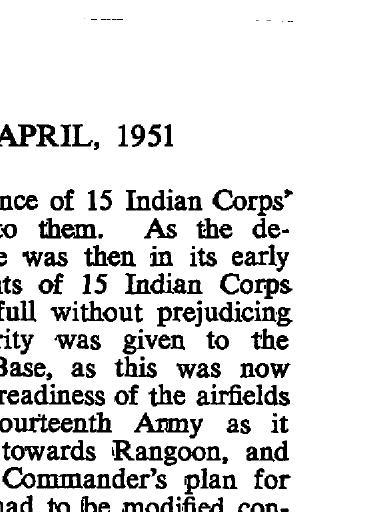 APRIL, 1951
nce of 15 Indian Corps'
to them. As the de-
e was then in its early
ts of 15 Indian Corps
full without prejudicing
rity was given to the
Base, as this was now
readiness of the airfields
ourteenth Army as it
towards Rangoon, and
Commander's plan for
had to be modified con-